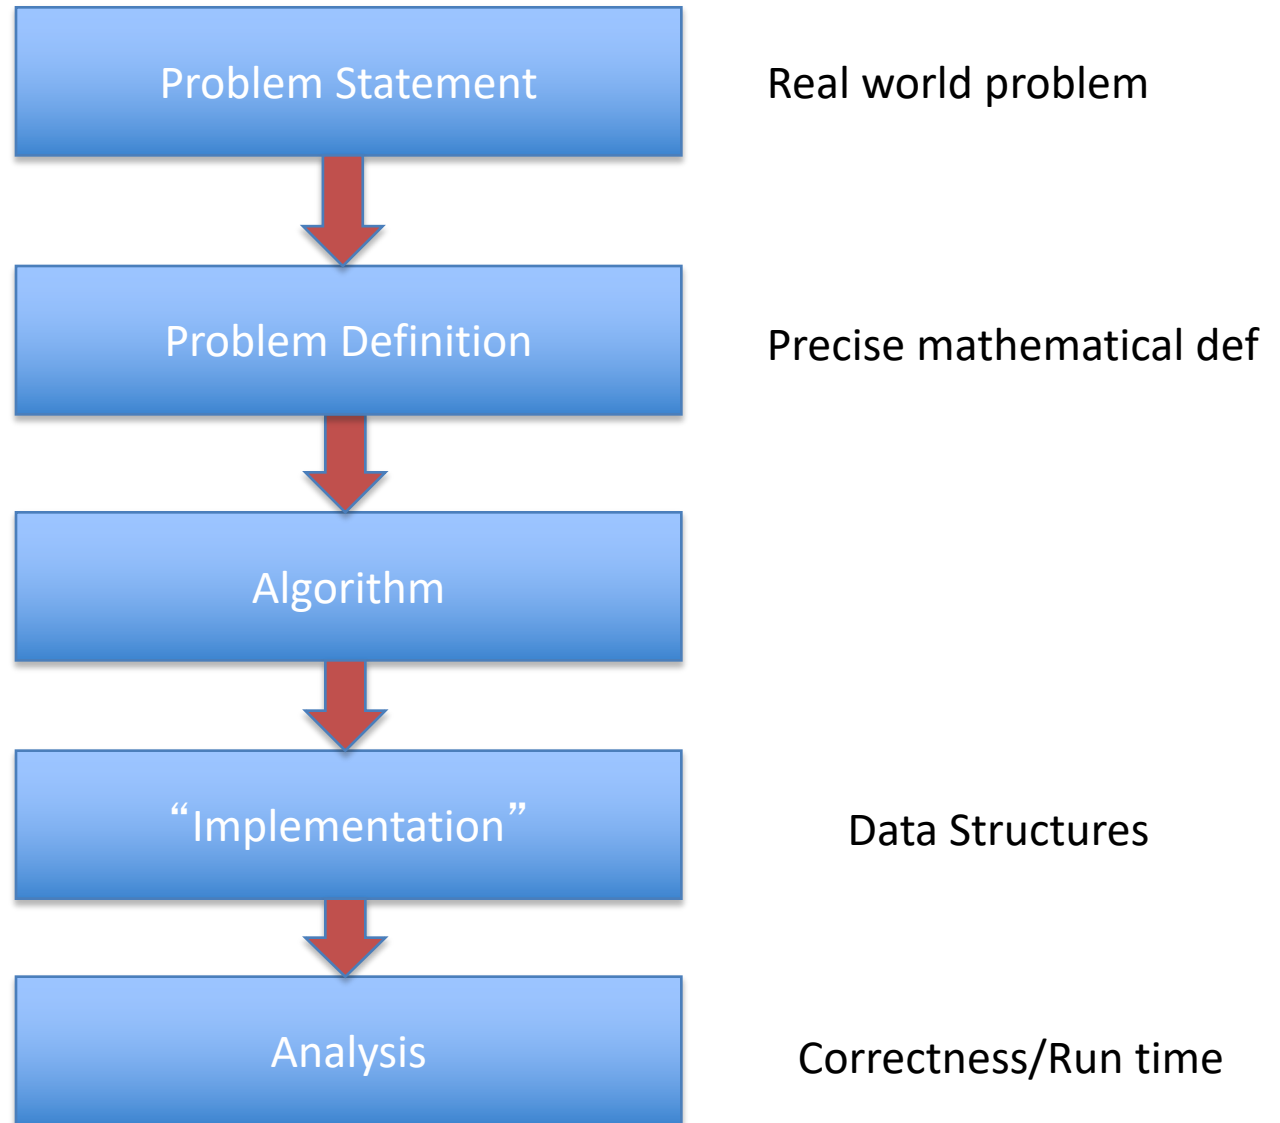 Problem Statement
Real world problem
Problem Definition
Precise mathematical def
Algorithm
“Implementation”
Data Structures
Analysis
Correctness/Run time